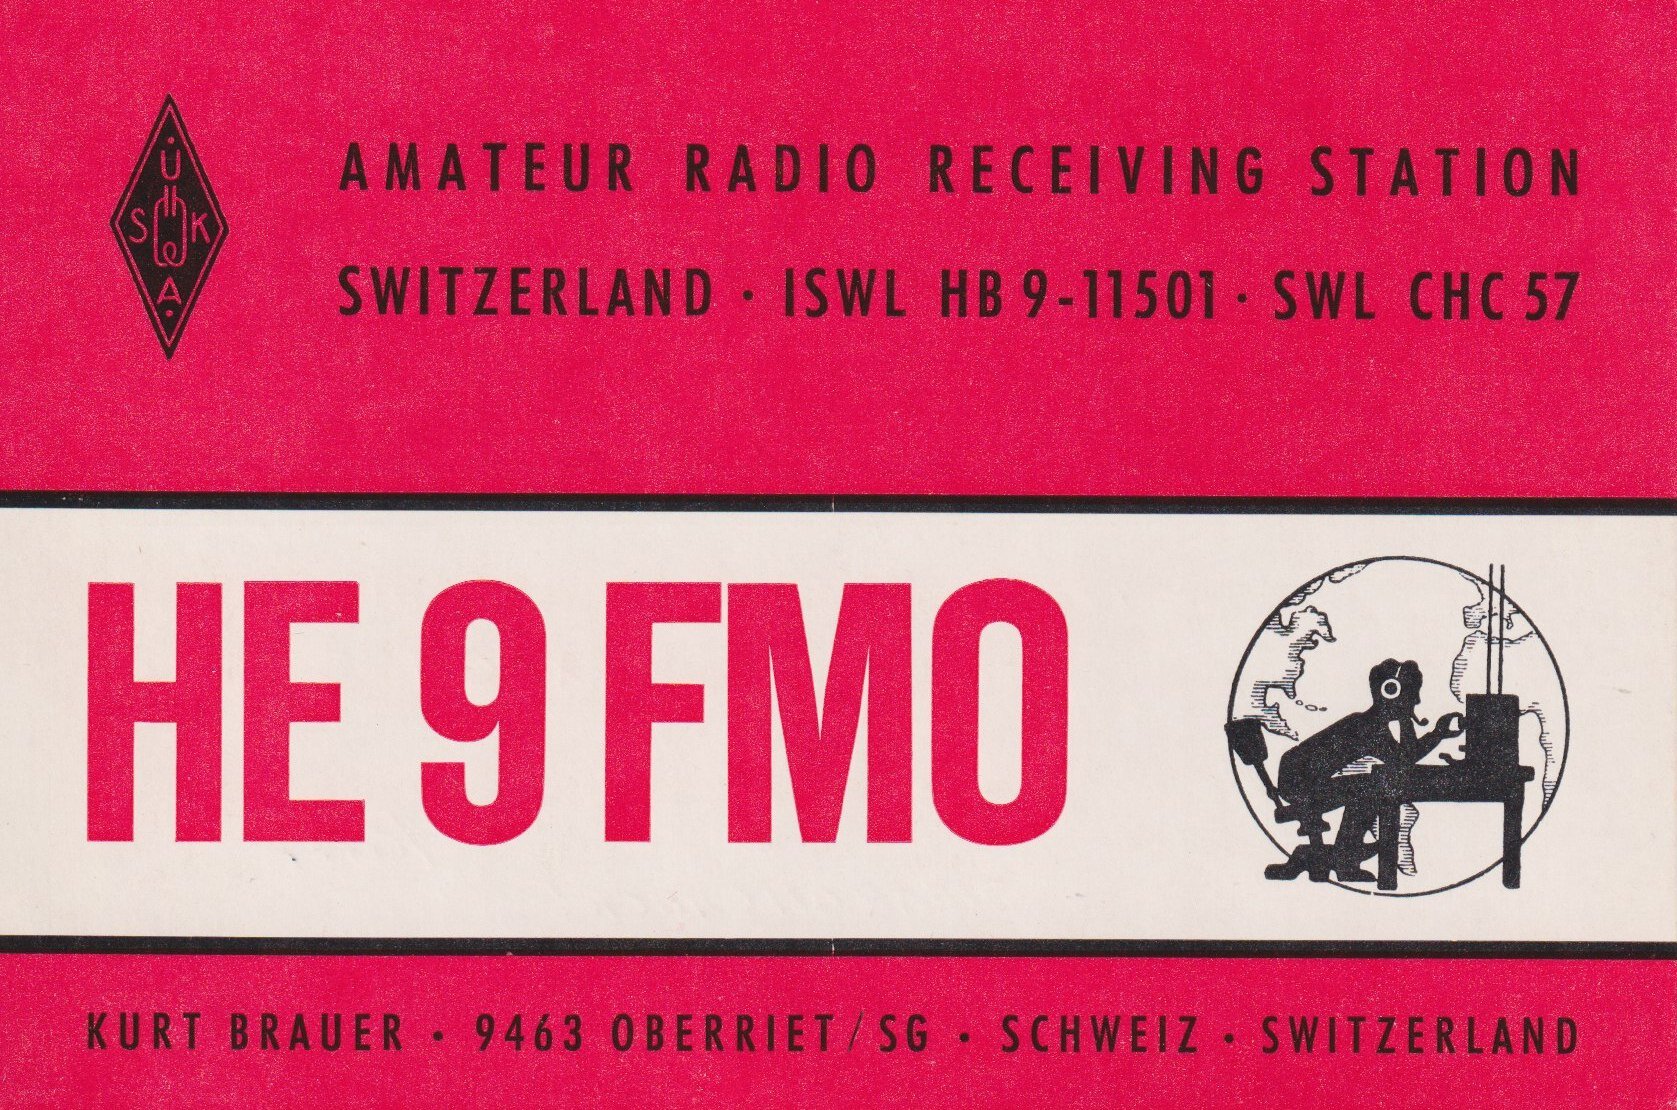 U
S K
A
AMATEUR RADIO RECEIVING STATION
SWITZERLAND · ISWL HB 9-11501 · SWL CHC 57
HE 9 FMO
KURT BRAUER · 9463 OBERRIET/SG · SCHWEIZ · SWITZERLAND